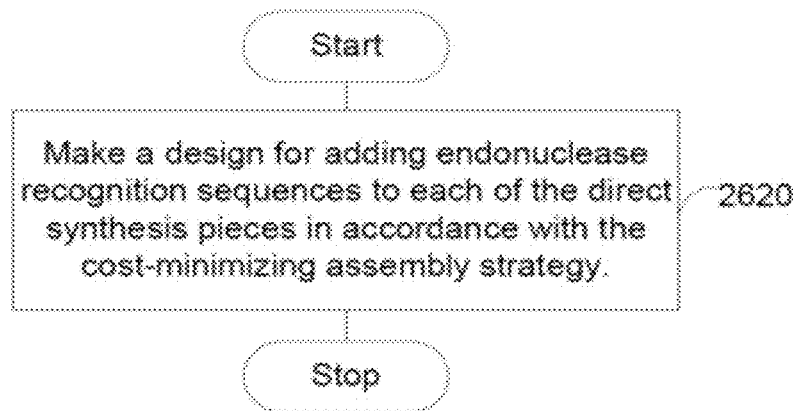 Start
Make a design for adding endonuclease
recognition sequences to each of the direct
synthesis pieces in accordance with the
cost-minimizing assembly strategy.
2620
Stop